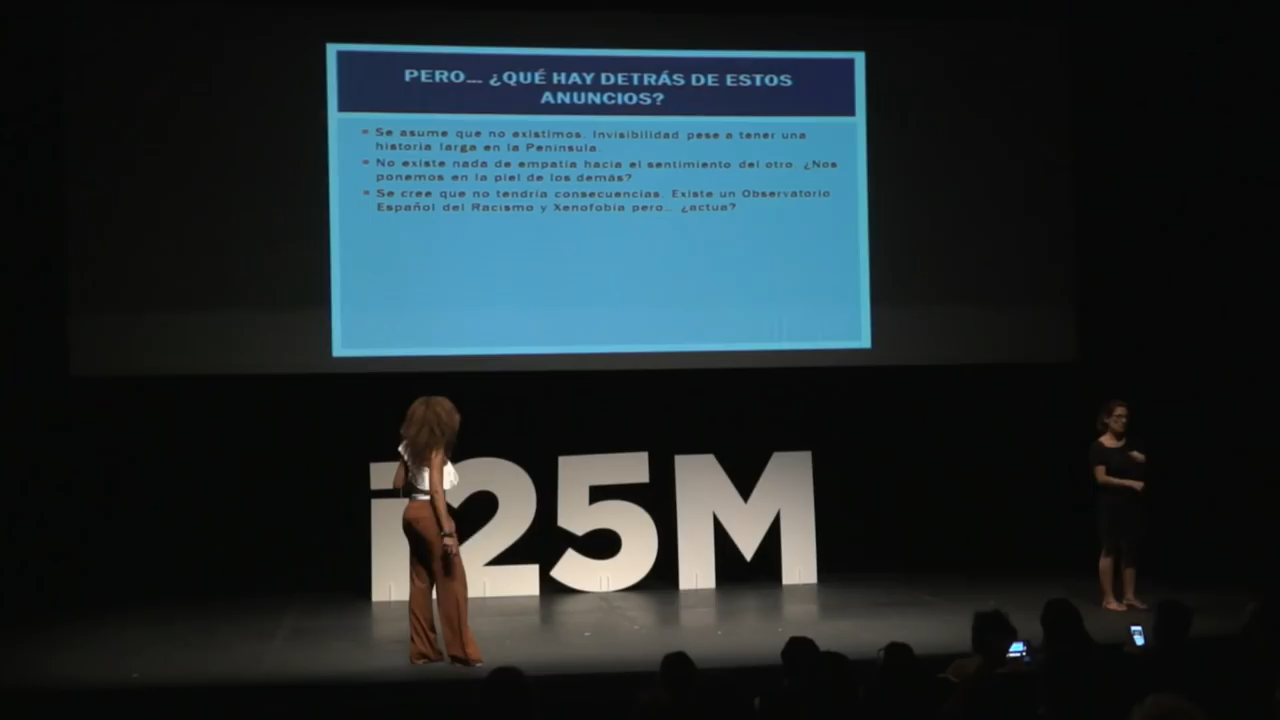 PERO... ¿QUÉ HAY DETRÁS DE ESTOS
ANUNCIOS?
Se asume que no existimos. Invisibilidad pese a tener una
historia larga en la Península.
No existe nada de empatía hacia el sentimiento del otro. ¿Nos
ponemos en la piel de los demás?
Se cree que no tendría consecuencias. Existe un Observatorio
Español del Racismo y Xenofobia pero... ¿actua?
i25M